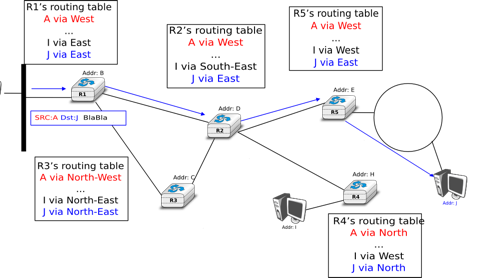 R1's routing table
A via West
...
I via East
J via East
R2's routing table
A via West
...
I via South-East
J via East
R5's routing table
A via West
...
I via West
J via East
Addr: B
R1
SRC:A Dst:J BlaBla
Addr: D
R2
Addr: E
R5
R3's routing table
A via North-West
...
I via North-East
J via North-East
Addr: C
R3
Addr: H
R4
Addr: I
Addr: J
R4's routing table
A via North
...
I via West
J via North